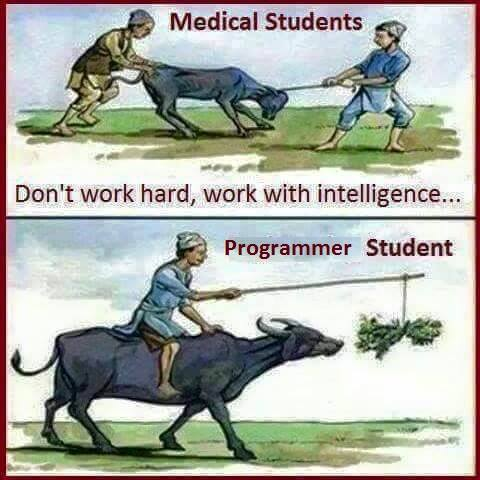 Medical Students
Don't work hard, work with intelligence...
Programmer Student